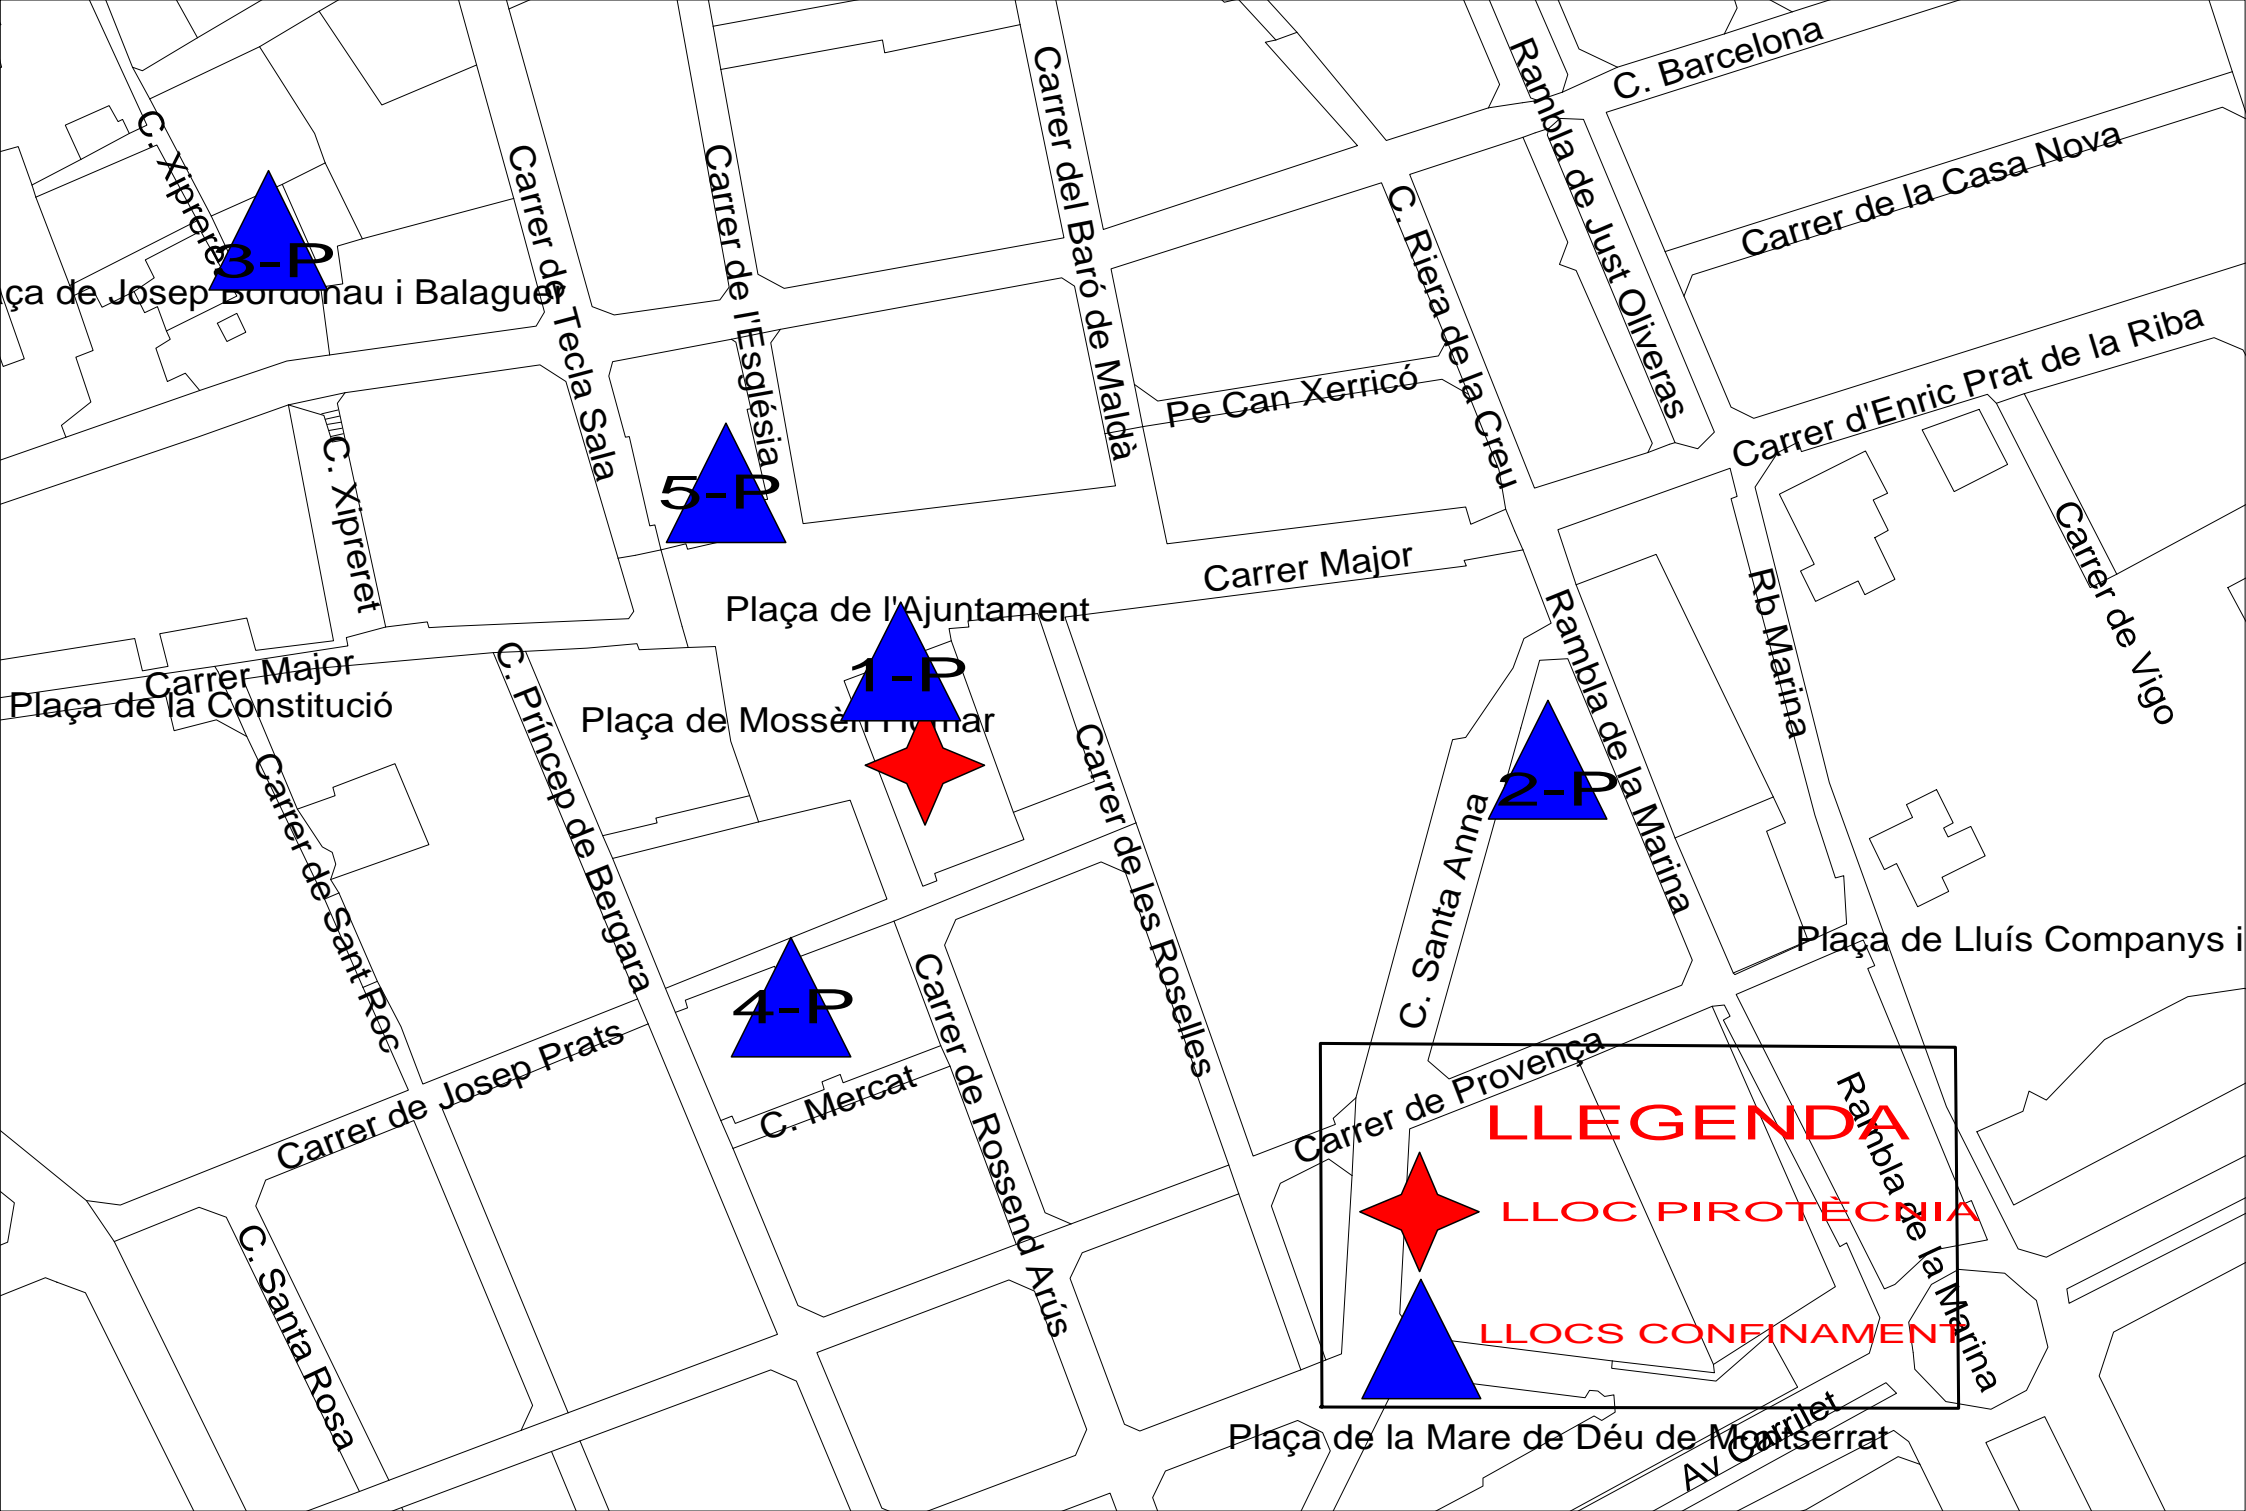 C. Barcelona
Rambla de Just Oliveras
Carrer del Baró de Maldà
C. Xipreret
Carrer de Tecla Sala
Carrer de l'Església
Carrer de la Casa Nova
C. Riera de la Creu
3-P
ça de Josep Bordonau i Balaguer
Carrer d'Enric Prat de la Riba
Pe Can Xerricó
C. Xipreret
5-P
Carrer de Vigo
Carrer Major
Rb Marina
Rambla de la Marina
Plaça de l'Ajuntament
1-P
Carrer Major
Plaça de la Constitució
C. Príncep de Bergara
Plaça de Mossèn Homar
Carrer de les Roselles
2-P
Carrer de Sant Roc
C. Santa Anna
Plaça de Lluís Companys i
4-P
Carrer de Rossend Arús
Carrer de Josep Prats
C. Mercat
Carrer de Provença
Rambla de la Marina
LLEGENDA
LLOC PIROTÈCNIA
C. Santa Rosa
LLOCS CONFINAMENT
Plaça de la Mare de Déu de Montserrat
Av Carrilet